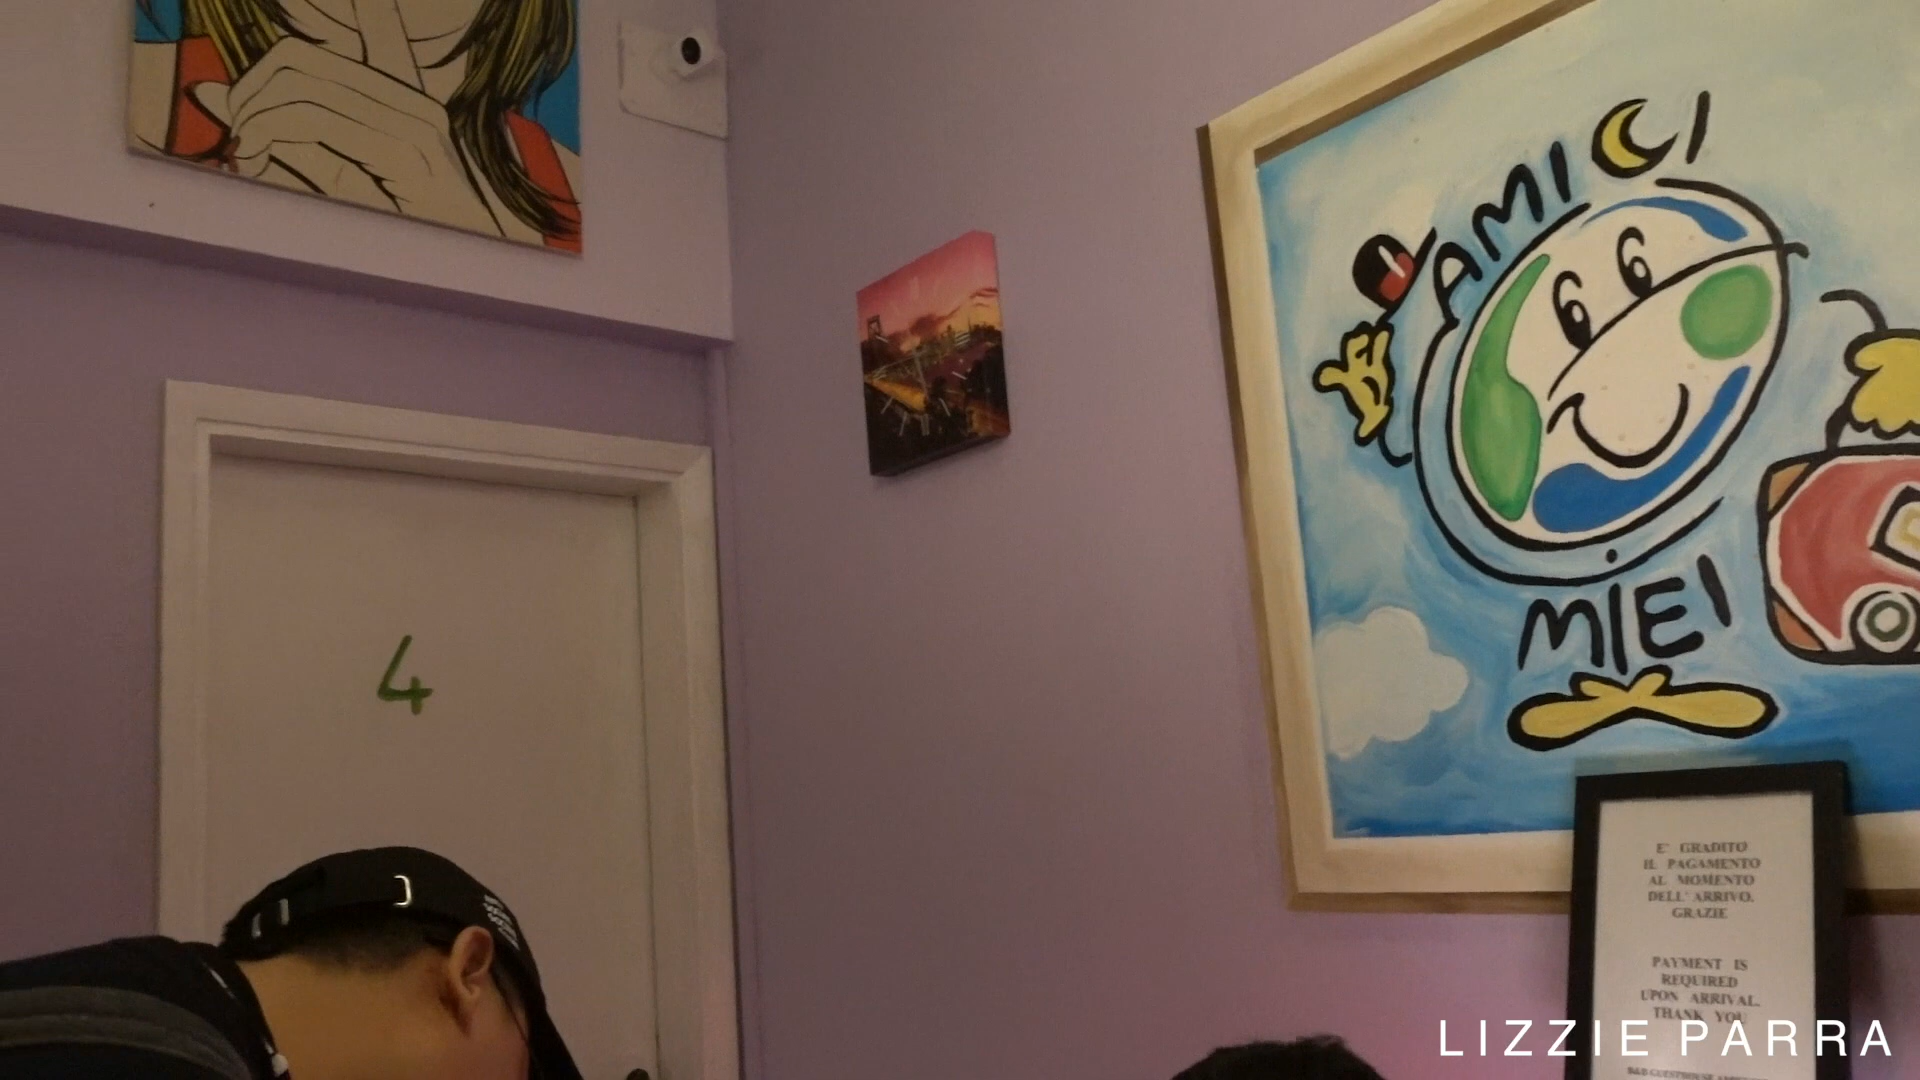 AMICI
MIEI
4
E' GRADITO
IL PAGAMENTO
AL MOMENTO
DELL'ARRIVO.
GRAZIE
PAYMENT IS
REQUIRED
UPON ARRIVAL.
THANK YOU
LIZZIE PARRA
B&B GUESTHOUSE